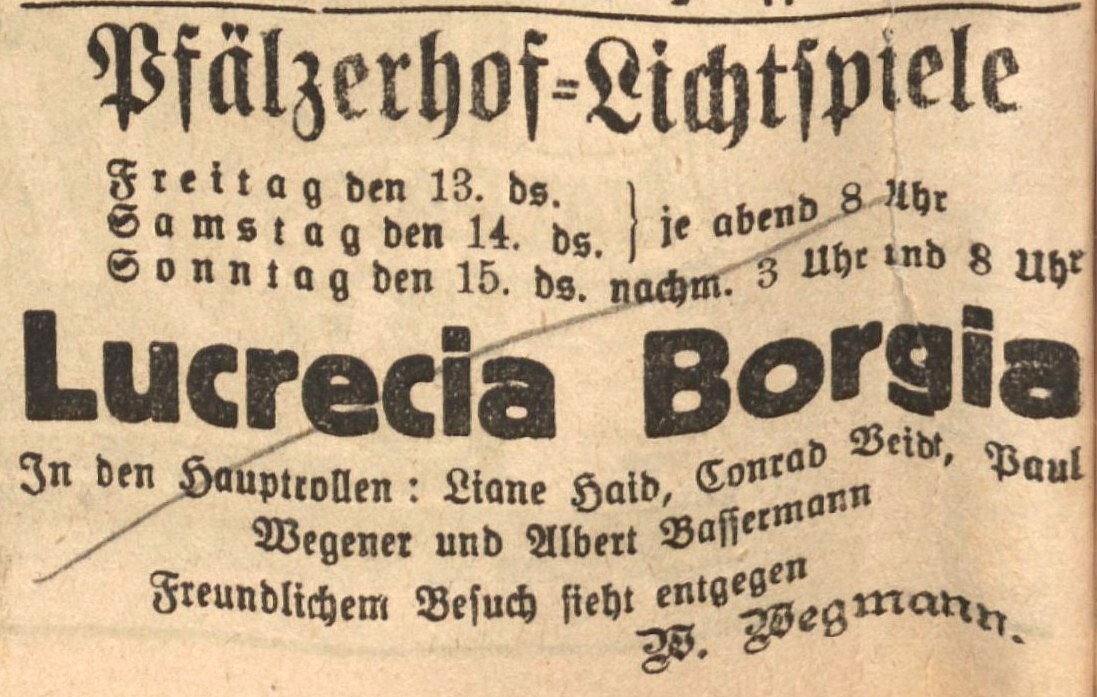 Pfälzerhof=Lichtspiele
Freitag den 13. ds.
Samstag den 14. ds. } je abend 8 Uhr
Sonntag den 15. ds. nachm. 3 Uhr und 8 Uhr
Lucrecia Borgia
In den Hauptrollen: Liane Haid, Conrad Veidt, Paul
Wegener und Albert Bassermann
Freundlichem Besuch sieht entgegen
W. Wegmann.